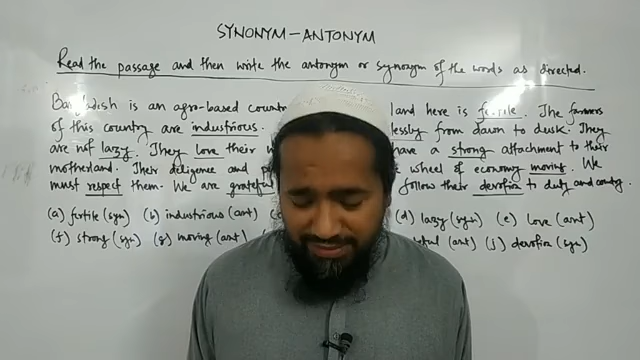 SYNONYM-ANTONYM
Read the passage and then write the antonym or synonym of the words as directed.
Bangladesh is an agro-based country land here is fertile. The farmers
of this country are industrious. from dawn to dusk. They
are not lazy. They love their have a strong attachment to their
motherland. Their diligence and wheel of economy moving. We
must respect them. We are grateful follow their devotion to duty and country.
(a) fertile (syn) (b) industrious (ant) (d) lazy (syn) (e) love (ant)
(f) strong (syn) (g) moving (ant) (ant) (j) devotion (syn)